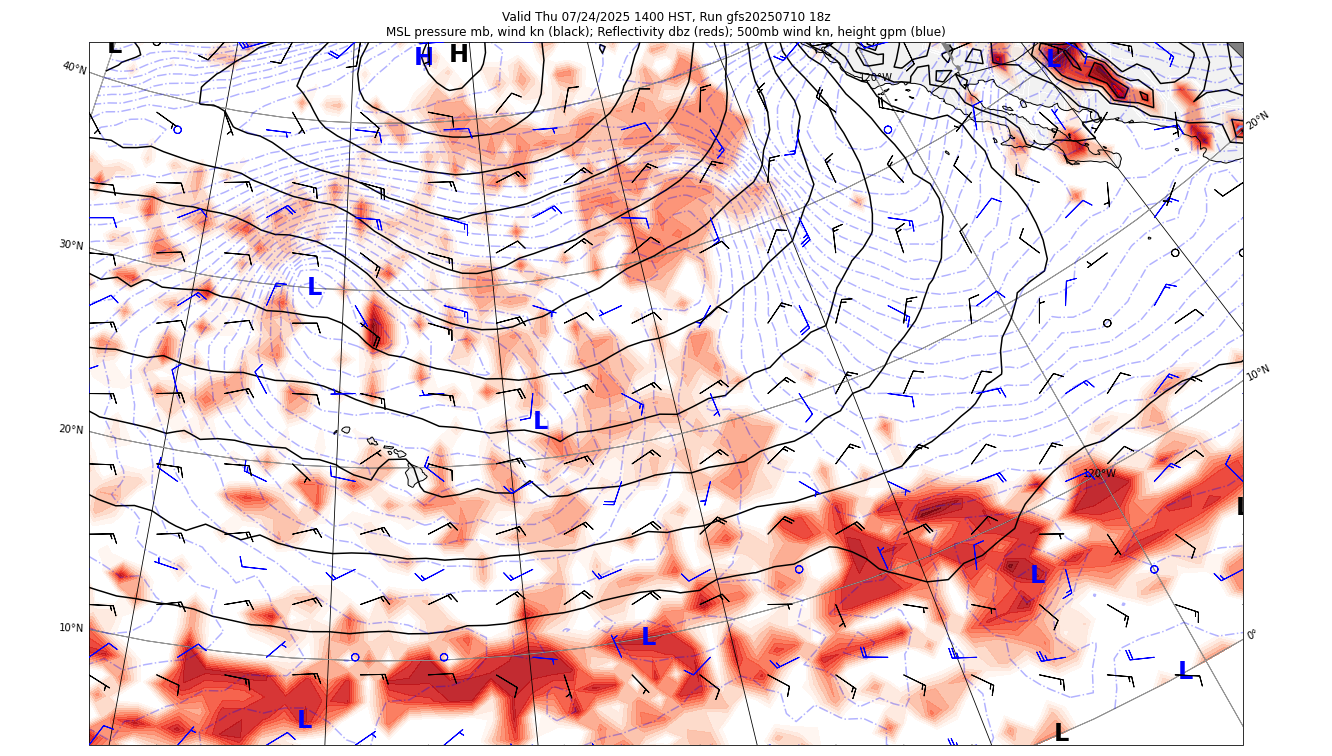 Valid Thu 07/24/2025 1400 HST, Run gfs20250710 18z
MSL pressure mb, wind kn (black); Reflectivity dbz (reds); 500mb wind kn, height gpm (blue)
L
H H
L
40°N
120°W
20°N
30°N
L
10°N
20°N
L
120°W
L
L
10°N
L
0°
L
L
L